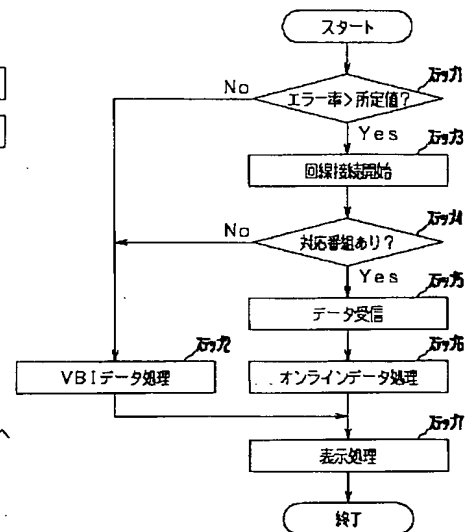 スタート
ステップ1
No
エラー率>所定値?
Yes
ステップ3
回線接続開始
ステップ4
No
対応番組あり?
Yes
ステップ5
データ受信
ステップ2
ステップ6
VBIデータ処理
オンラインデータ処理
ステップ7
表示処理
終了